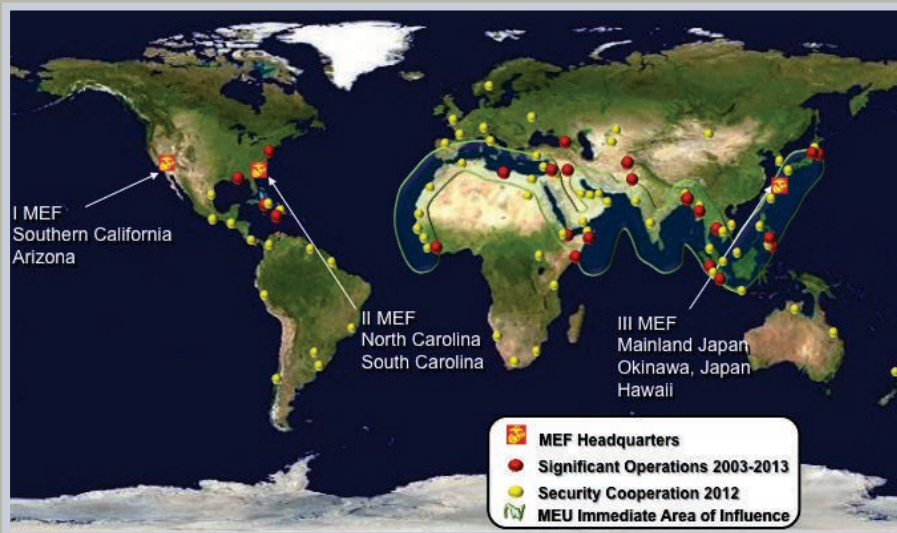 I MEF
Southern California
Arizona
II MEF
North Carolina
South Carolina
III MEF
Mainland Japan
Okinawa, Japan
Hawaii
MEF Headquarters
Significant Operations 2003-2013
Security Cooperation 2012
MEU Immediate Area of Influence